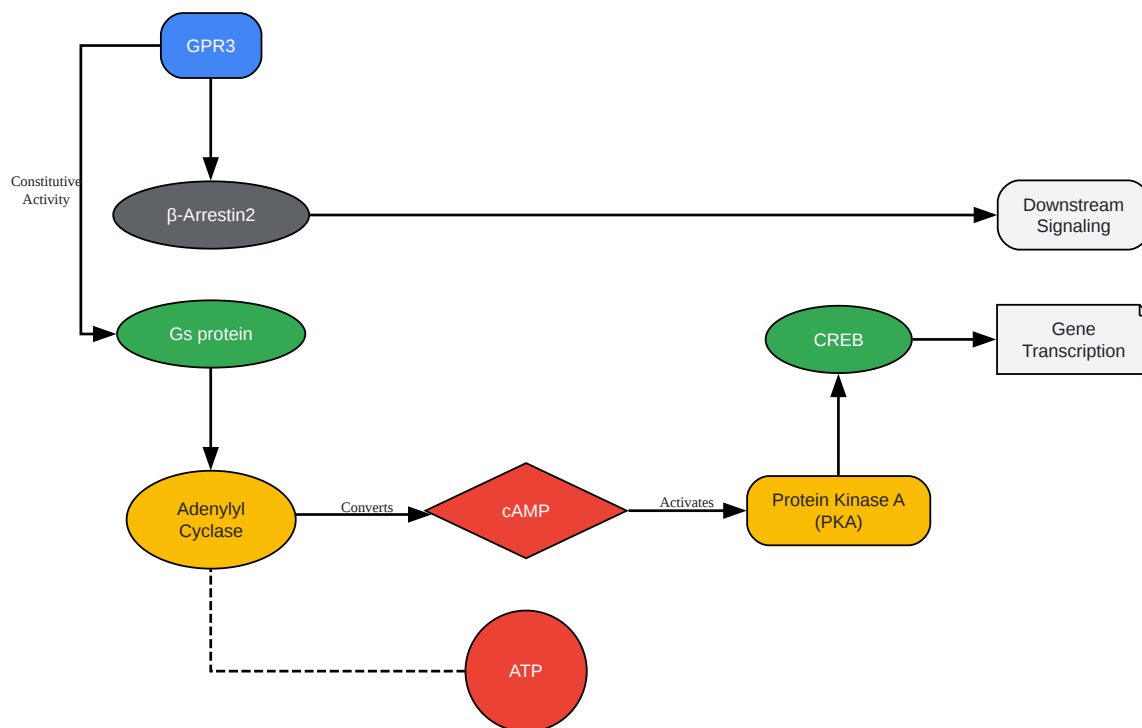 GPR3
Constitutive
Activity
β-Arrestin2
Downstream
Signaling
Gs protein
CREB
Gene
Transcription
Adenylyl
Cyclase
Converts
cAMP
Activates
Protein Kinase A
(PKA)
ATP